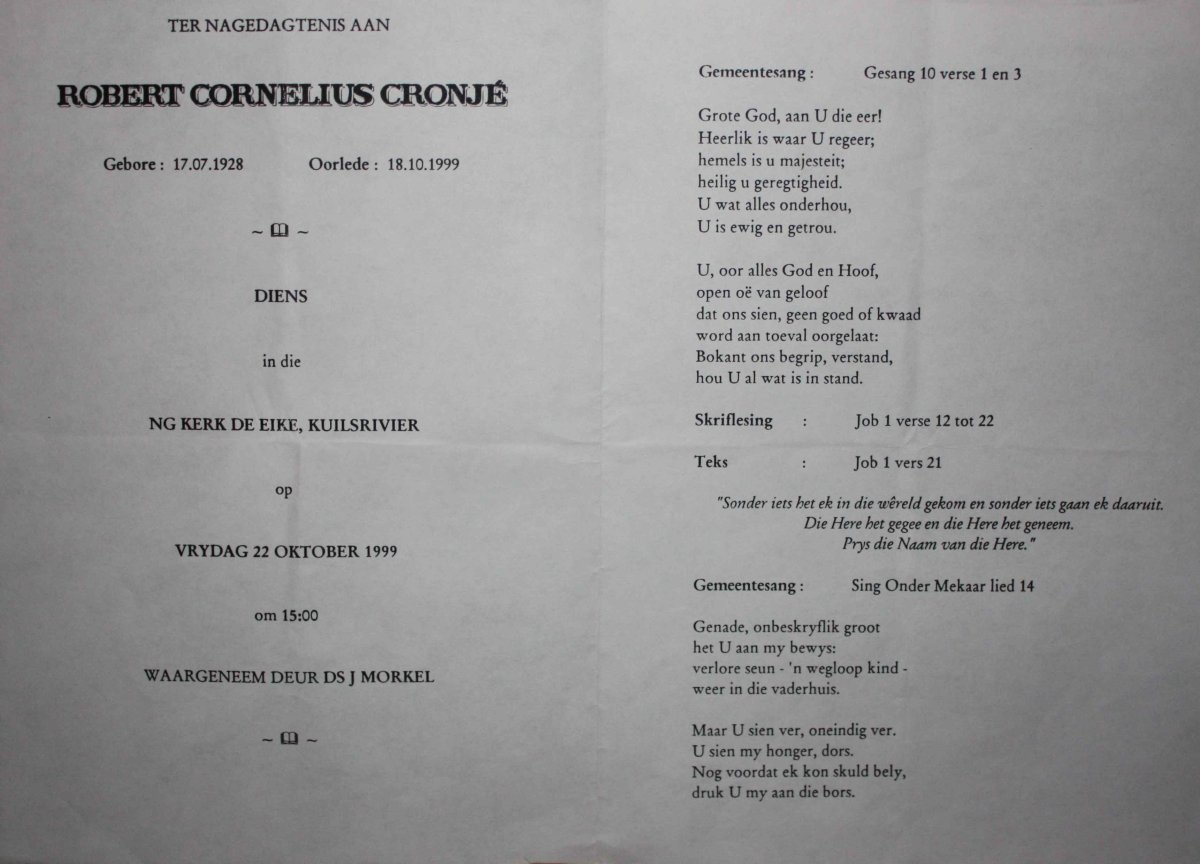 TER NAGEDAGTENIS AAN
ROBERT CORNELIUS CRONJÉ
Gebore : 17.07.1928 Oorlede : 18.10.1999
~ 🕮 ~
DIENS
in die
NG KERK DE EIKE, KUILSRIVIER
op
VRYDAG 22 OKTOBER 1999
om 15:00
WAARGENEEM DEUR DS J MORKEL
~ 🕮 ~
Gemeentesang : Gesang 10 verse 1 en 3
Grote God, aan U die eer!
Heerlik is waar U regeer;
hemels is u majesteit;
heilig u geregtigheid.
U wat alles onderhou,
U is ewig en getrou.
U, oor alles God en Hoof,
open oë van geloof
dat ons sien, geen goed of kwaad
word aan toeval oorgelaat:
Bokant ons begrip, verstand,
hou U al wat is in stand.
Skriflesing : Job 1 verse 12 tot 22
Teks : Job 1 vers 21
"Sonder iets het ek in die wêreld gekom en sonder iets gaan ek daaruit.
Die Here het gegee en die Here het geneem.
Prys die Naam van die Here."
Gemeentesang : Sing Onder Mekaar lied 14
Genade, onbeskryflik groot
het U aan my bewys:
verlore seun - 'n wegloop kind -
weer in die vaderhuis.
Maar U sien ver, oneindig ver.
U sien my honger, dors.
Nog voordat ek kon skuld bely,
druk U my aan die bors.